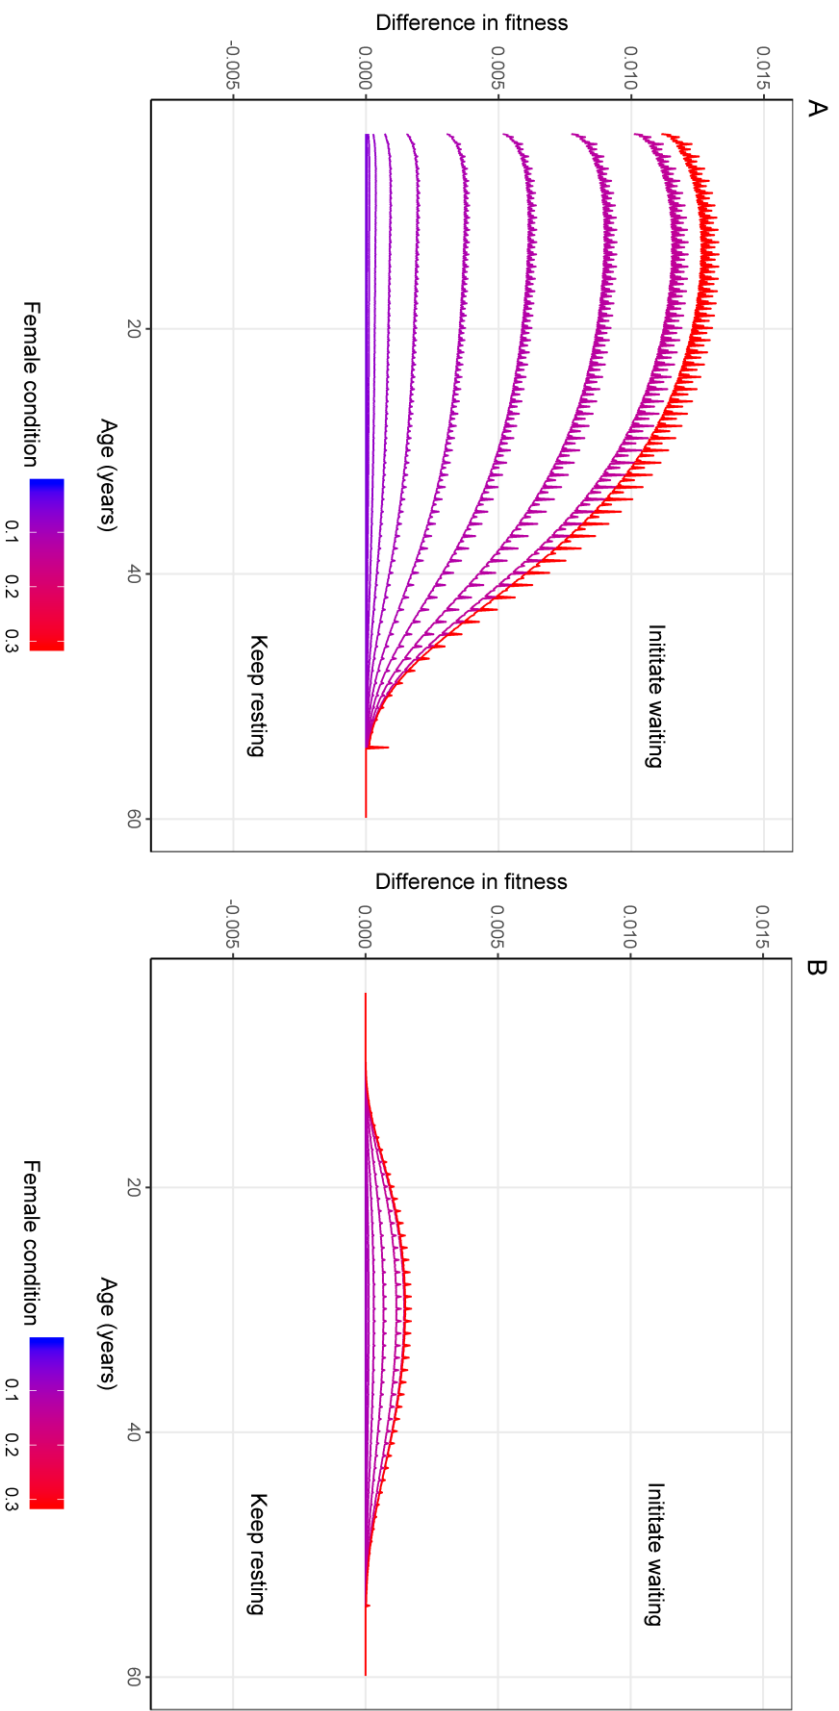 A
Difference in fitness
0.015
0.010
0.005
0.000
-0.005
Inititate waiting
Keep resting
20
40
60
Age (years)
Female condition
0.1
0.2
0.3
B
Difference in fitness
0.015
0.010
0.005
0.000
-0.005
Inititate waiting
Keep resting
20
40
60
Age (years)
Female condition
0.1
0.2
0.3